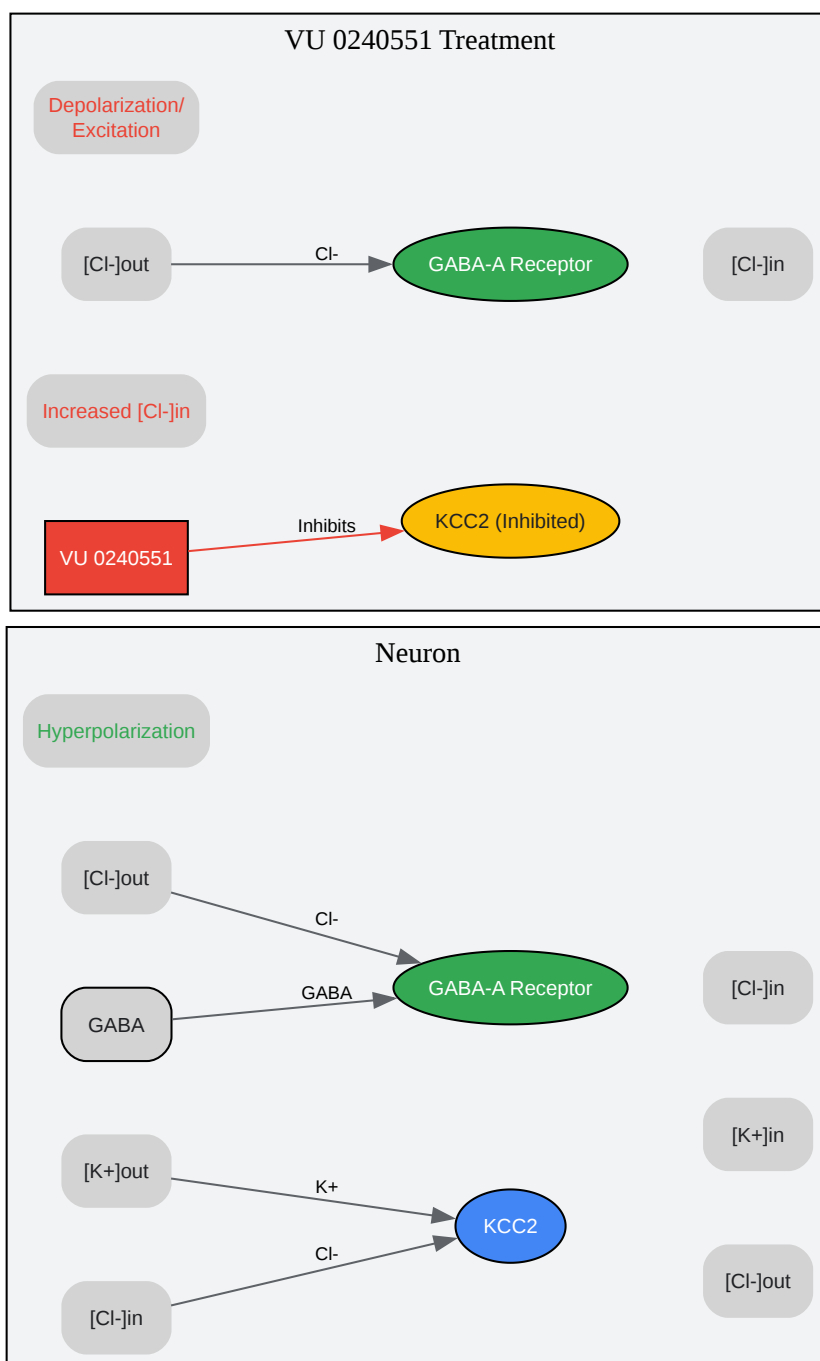 VU 0240551 Treatment
Depolarization/
Excitation
[Cl-]out
Cl-
GABA-A Receptor
[Cl-]in
Increased [Cl-]in
VU 0240551
Inhibits
KCC2 (Inhibited)
Neuron
Hyperpolarization
[Cl-]out
Cl-
GABA
GABA
GABA-A Receptor
[Cl-]in
[K+]out
K+
[K+]in
KCC2
Cl-
[Cl-]in
[Cl-]out